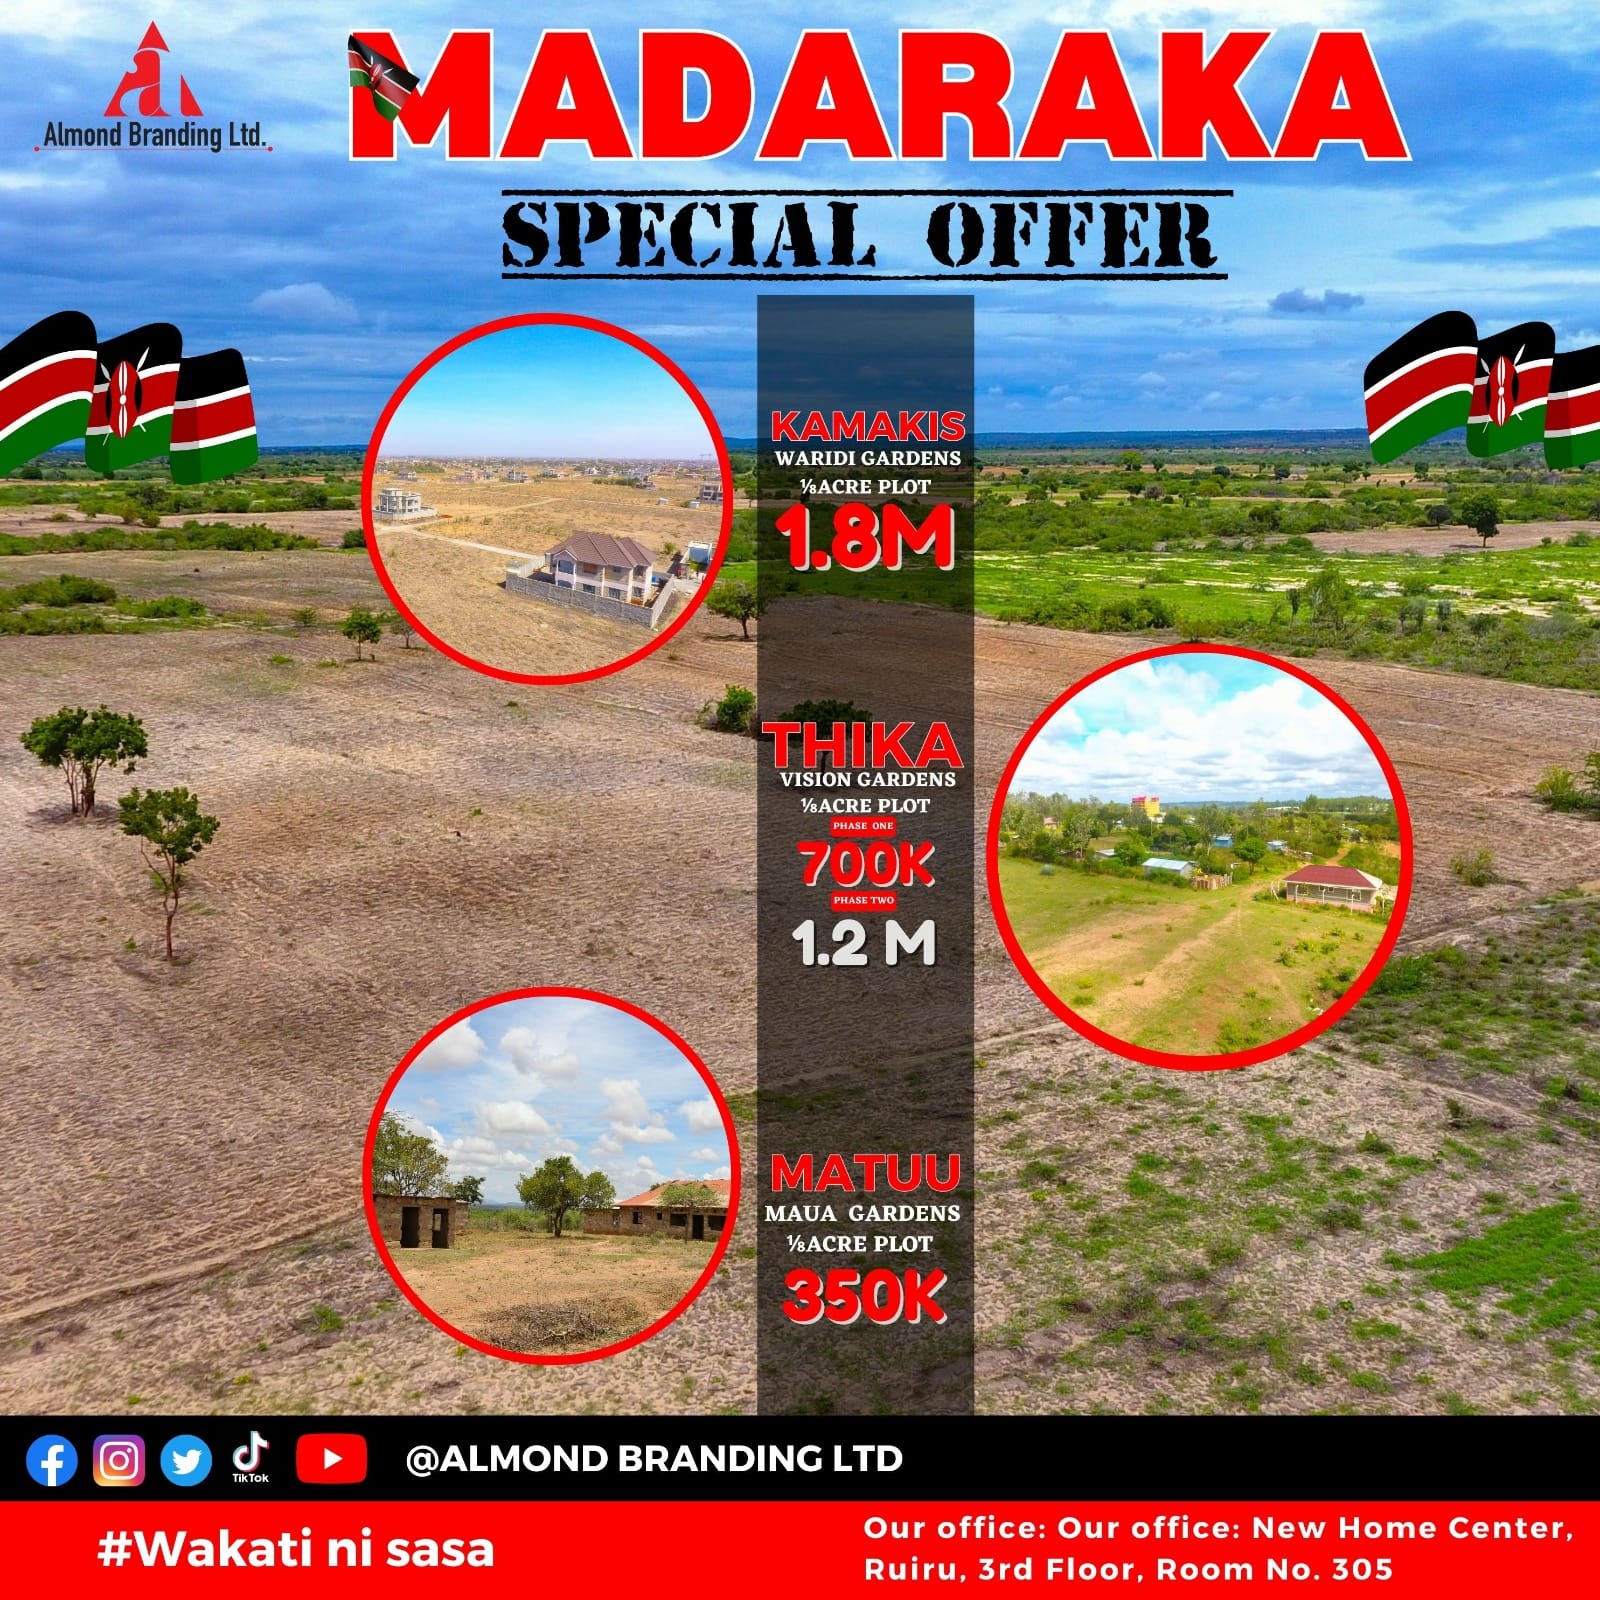 Almond Branding Ltd.
MADARAKA
SPECIAL OFFER
KAMAKIS
WARIDI GARDENS
⅛ACRE PLOT
1.8M
THIKA
VISION GARDENS
⅛ACRE PLOT
PHASE ONE
700K
PHASE TWO
1.2 M
MATUU
MAUA GARDENS
⅛ACRE PLOT
350K
TikTok
@ALMOND BRANDING LTD
#Wakati ni sasa
Our office: Our office: New Home Center,
Ruiru, 3rd Floor, Room No. 305